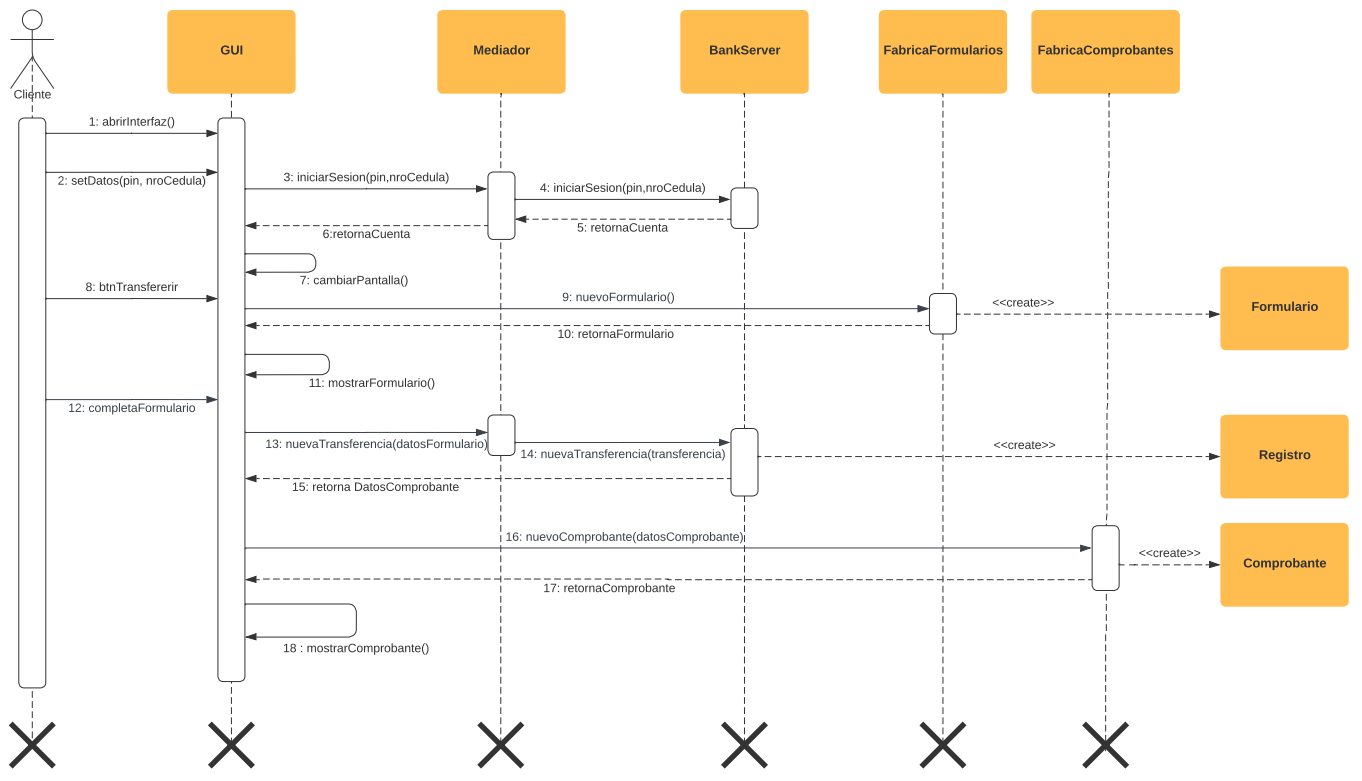 Cliente
GUI
Mediador
BankServer
FabricaFormularios
FabricaComprobantes
1: abrirInterfaz()
2: setDatos(pin, nroCedula)
3: iniciarSesion(pin,nroCedula)
4: iniciarSesion(pin,nroCedula)
5: retornaCuenta
6:retornaCuenta
7: cambiarPantalla()
8: btnTransfererir
9: nuevoFormulario()
<<create>>
Formulario
10: retornaFormulario
11: mostrarFormulario()
12: completaFormulario
13: nuevaTransferencia(datosFormulario)
14: nuevaTransferencia(transferencia)
<<create>>
Registro
15: retorna DatosComprobante
16: nuevoComprobante(datosComprobante)
<<create>>
Comprobante
17: retornaComprobante
18 : mostrarComprobante()